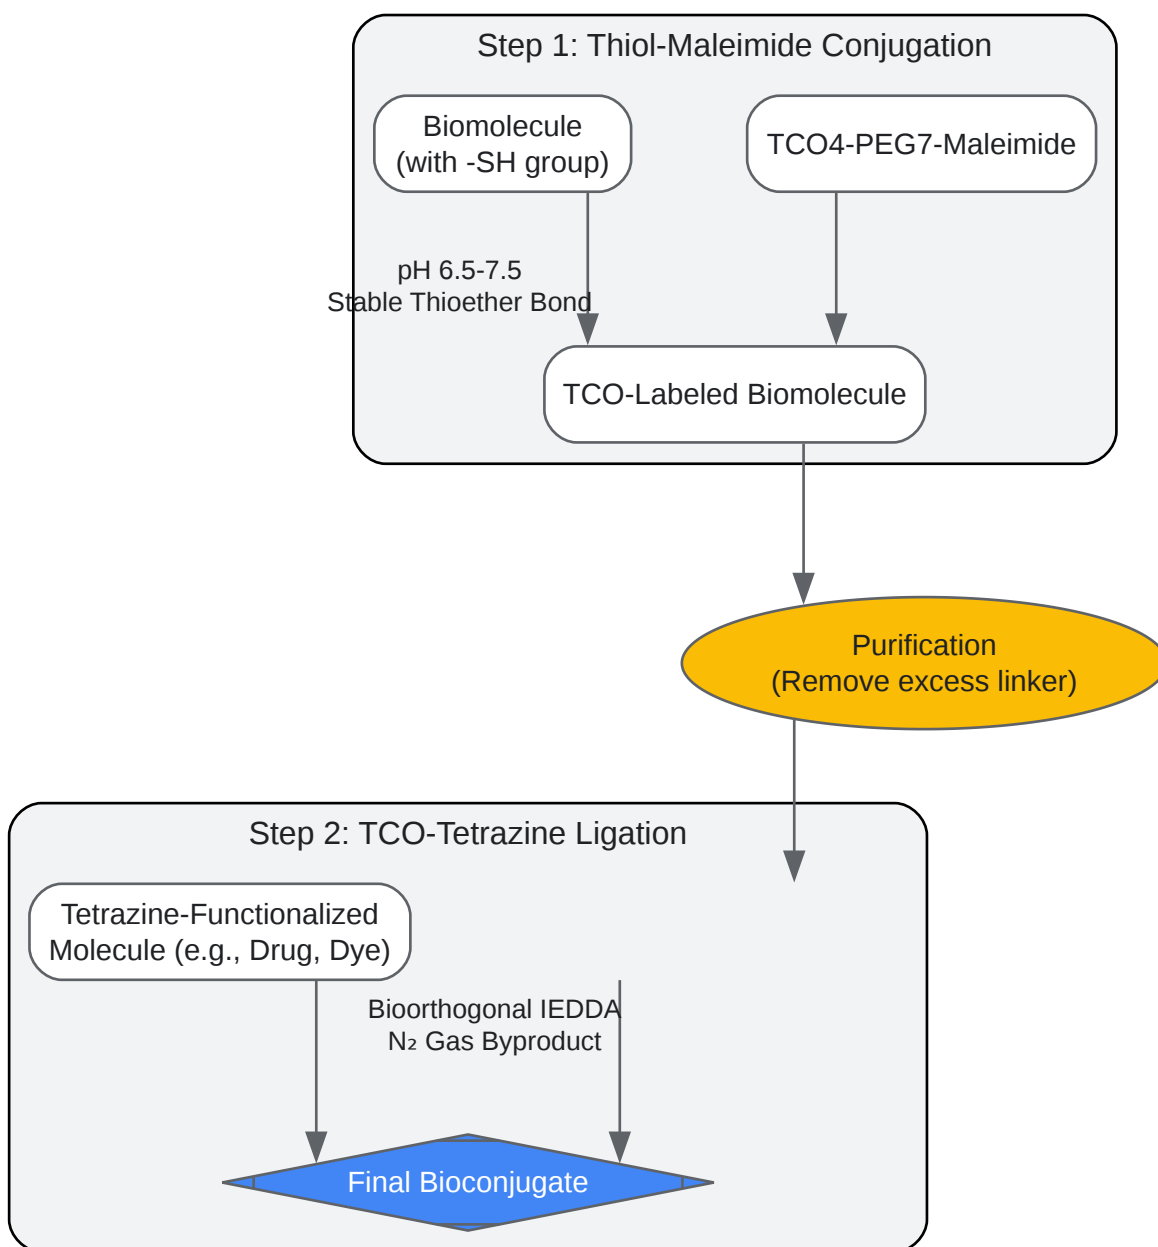 Step 1: Thiol-Maleimide Conjugation
Biomolecule
(with -SH group)
TCO4-PEG7-Maleimide
pH 6.5-7.5
Stable Thioether Bond
TCO-Labeled Biomolecule
Purification
(Remove excess linker)
Step 2: TCO-Tetrazine Ligation
Tetrazine-Functionalized
Molecule (e.g., Drug, Dye)
Bioorthogonal IEDDA
N₂ Gas Byproduct
Final Bioconjugate